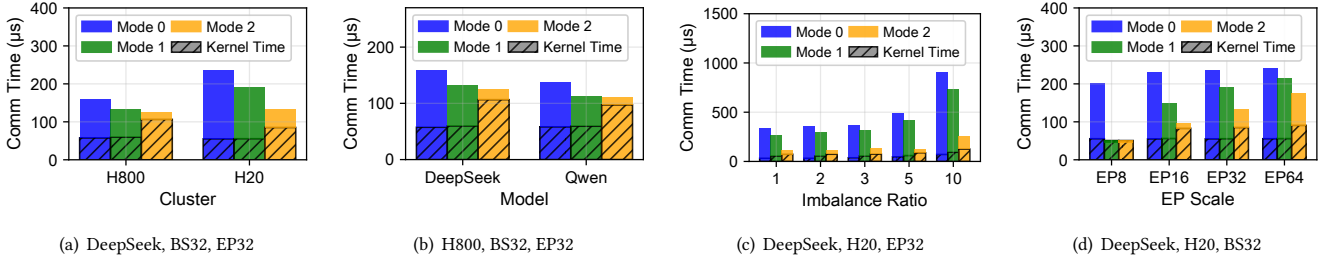 Comm Time (μs)
400
300
200
100
0
Mode 0
Mode 1
Mode 2
Kernel Time
H800
H20
Cluster
(a) DeepSeek, BS32, EP32
Comm Time (μs)
200
100
0
Mode 0
Mode 1
Mode 2
Kernel Time
DeepSeek
Qwen
Model
(b) H800, BS32, EP32
Comm Time (μs)
1500
1000
500
0
Mode 0
Mode 1
Mode 2
Kernel Time
1
2
3
5
10
Imbalance Ratio
(c) DeepSeek, H20, EP32
Comm Time (μs)
400
300
200
100
0
Mode 0
Mode 1
Mode 2
Kernel Time
EP8
EP16
EP32
EP64
EP Scale
(d) DeepSeek, H20, BS32